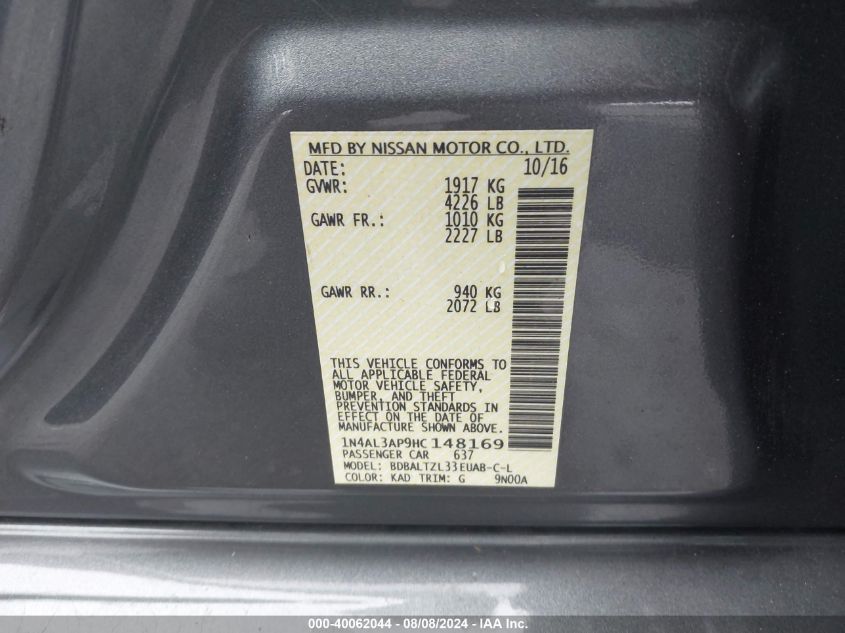 MFD BY NISSAN MOTOR CO., LTD.
DATE: 10/16
GVWR: 1917 KG
4226 LB
GAWR FR.: 1010 KG
2227 LB
GAWR RR.: 940 KG
2072 LB
THIS VEHICLE CONFORMS TO
ALL APPLICABLE FEDERAL
MOTOR VEHICLE SAFETY,
BUMPER, AND THEFT
PREVENTION STANDARDS IN
EFFECT ON THE DATE OF
MANUFACTURE SHOWN ABOVE.
1N4AL3AP9HC148169
PASSENGER CAR 637
MODEL: BDBALTZL33EUAB-C-L
COLOR: KAD TRIM: G 9N00A
000-40062044 - 08/08/2024 - IAA Inc.